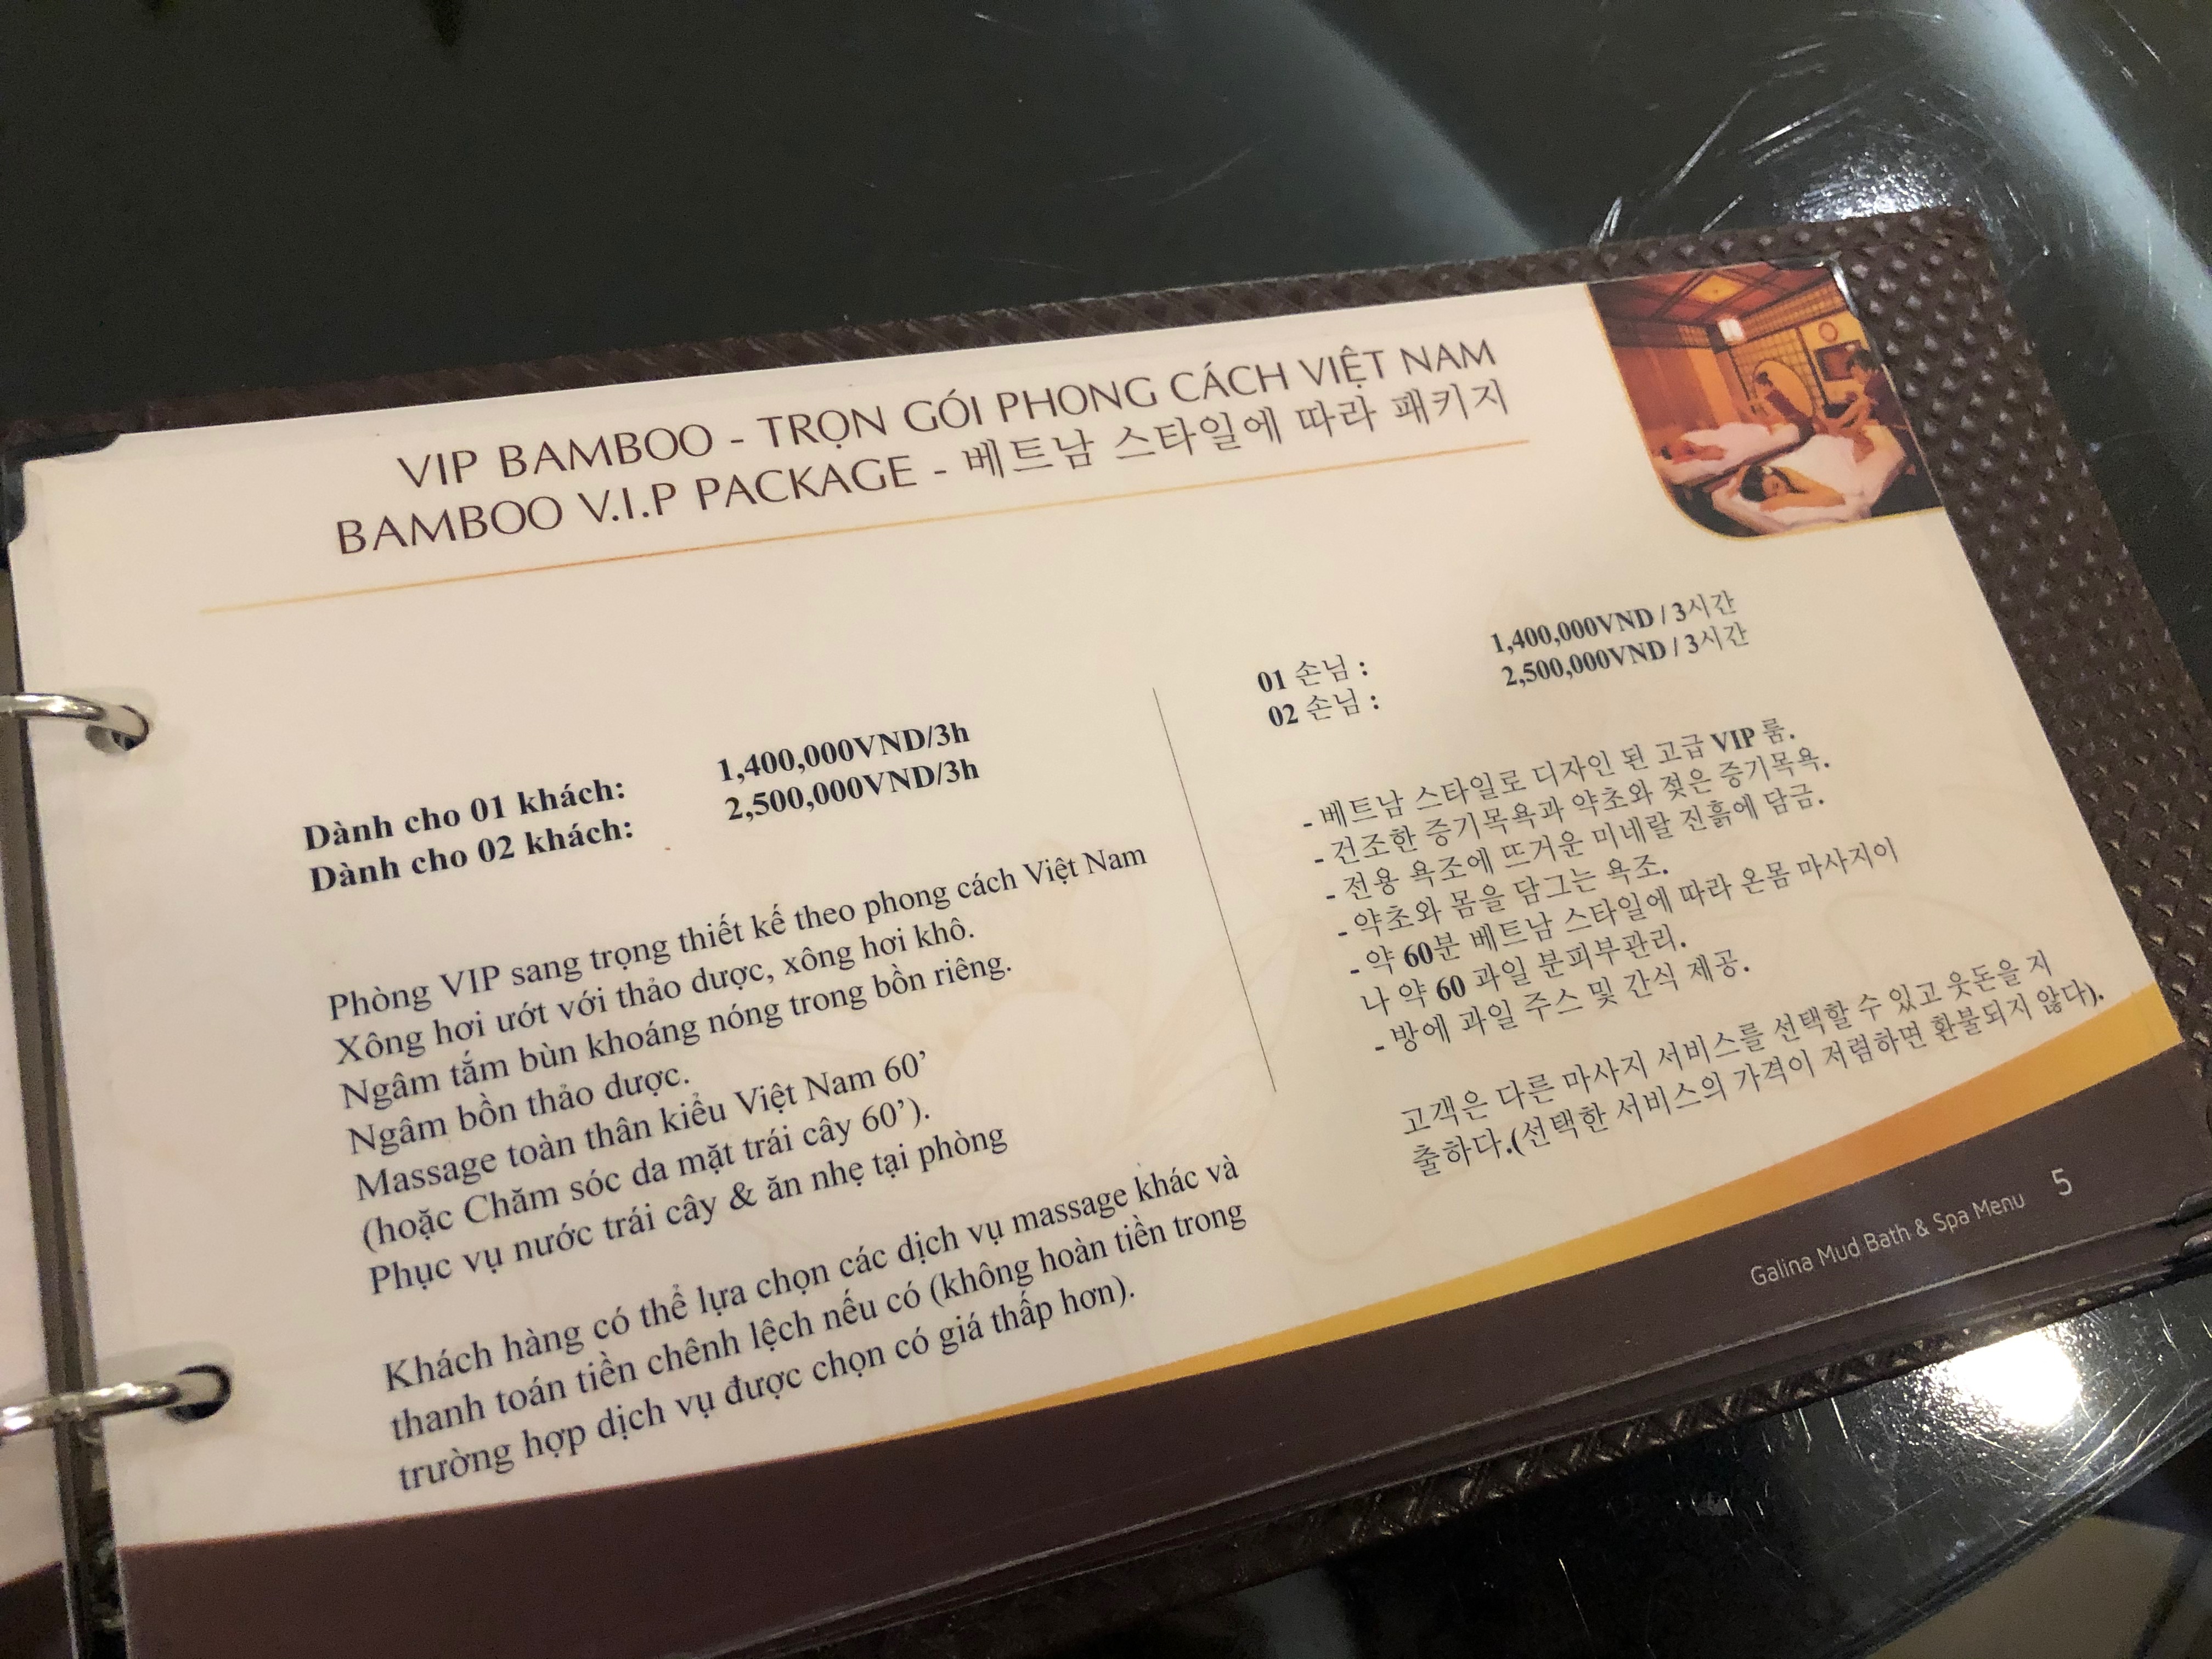 VIP BAMBOO - TRỌN GÓI PHONG CÁCH VIỆT NAM
BAMBOO V.I.P PACKAGE - 베트남 스타일에 따라 패키지
Dành cho 01 khách: 1,400,000VND/3h
Dành cho 02 khách: 2,500,000VND/3h
Phòng VIP sang trọng thiết kế theo phong cách Việt Nam
Xông hơi ướt với thảo dược, xông hơi khô.
Ngâm tắm bùn khoáng nóng trong bồn riêng.
Ngâm bồn thảo dược.
Massage toàn thân kiểu Việt Nam 60’
(hoặc Chăm sóc da mặt trái cây 60’).
Phục vụ nước trái cây & ăn nhẹ tại phòng
Khách hàng có thể lựa chọn các dịch vụ massage khác và
thanh toán tiền chênh lệch nếu có (không hoàn tiền trong
trường hợp dịch vụ được chọn có giá thấp hơn).
01 손님 : 1,400,000VND / 3시간
02 손님 : 2,500,000VND / 3시간
- 베트남 스타일로 디자인 된 고급 VIP 룸.
- 건조한 증기목욕과 약초와 젖은 증기목욕.
- 전용 욕조에 뜨거운 미네랄 진흙에 담금.
- 약초와 몸을 담그는 욕조.
- 약 60분 베트남 스타일에 따라 온몸 마사지이
나 약 60 과일 분피부관리.
- 방에 과일 주스 및 간식 제공.
고객은 다른 마사지 서비스를 선택할 수 있고 웃돈을 지
출하다.(선택한 서비스의 가격이 저렴하면 환불되지 않다).
Galina Mud Bath & Spa Menu 5